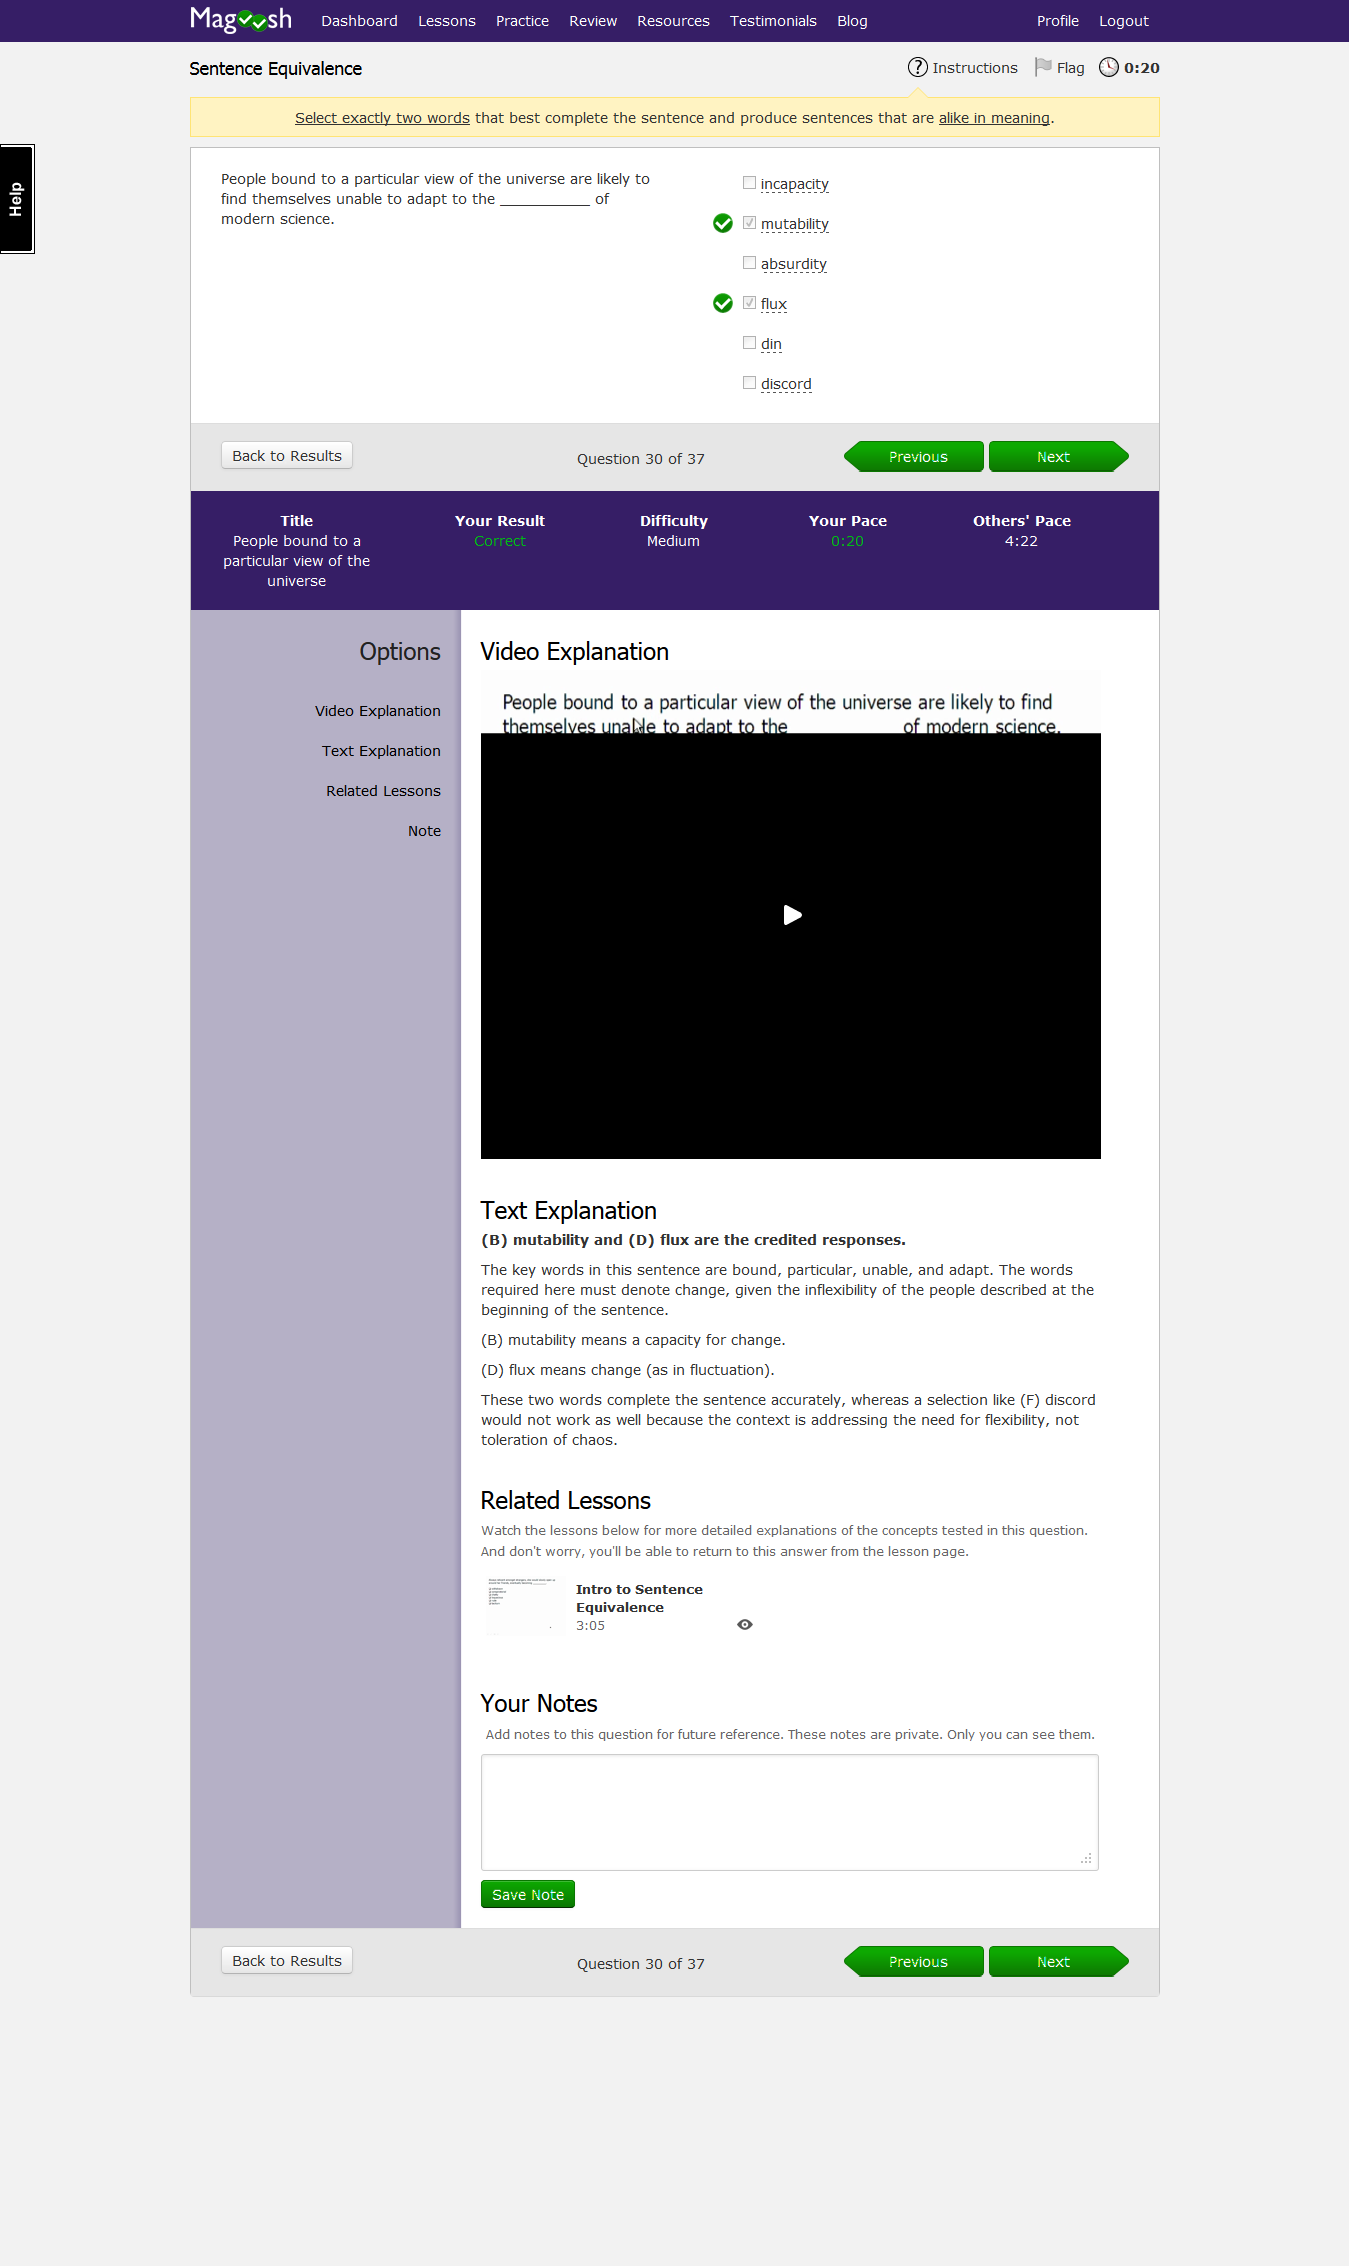 Magoosh
Dashboard Lessons Practice Review Resources Testimonials Blog Profile Logout
Sentence Equivalence
Instructions Flag 0:20
Select exactly two words that best complete the sentence and produce sentences that are alike in meaning.
Help
People bound to a particular view of the universe are likely to
find themselves unable to adapt to the ___________ of
modern science.
incapacity
mutability
absurdity
flux
din
discord
Back to Results
Question 30 of 37
Previous
Next
Title
People bound to a
particular view of the
universe
Your Result
Correct
Difficulty
Medium
Your Pace
0:20
Others' Pace
4:22
Options
Video Explanation
Text Explanation
Related Lessons
Note
Video Explanation
People bound to a particular view of the universe are likely to find
themselves unable to adapt to the of modern science.
Text Explanation
(B) mutability and (D) flux are the credited responses.
The key words in this sentence are bound, particular, unable, and adapt. The words
required here must denote change, given the inflexibility of the people described at the
beginning of the sentence.
(B) mutability means a capacity for change.
(D) flux means change (as in fluctuation).
These two words complete the sentence accurately, whereas a selection like (F) discord
would not work as well because the context is addressing the need for flexibility, not
toleration of chaos.
Related Lessons
Watch the lessons below for more detailed explanations of the concepts tested in this question.
And don't worry, you'll be able to return to this answer from the lesson page.
Intro to Sentence
Equivalence
3:05
Your Notes
Add notes to this question for future reference. These notes are private. Only you can see them.
Save Note
Back to Results
Question 30 of 37
Previous
Next